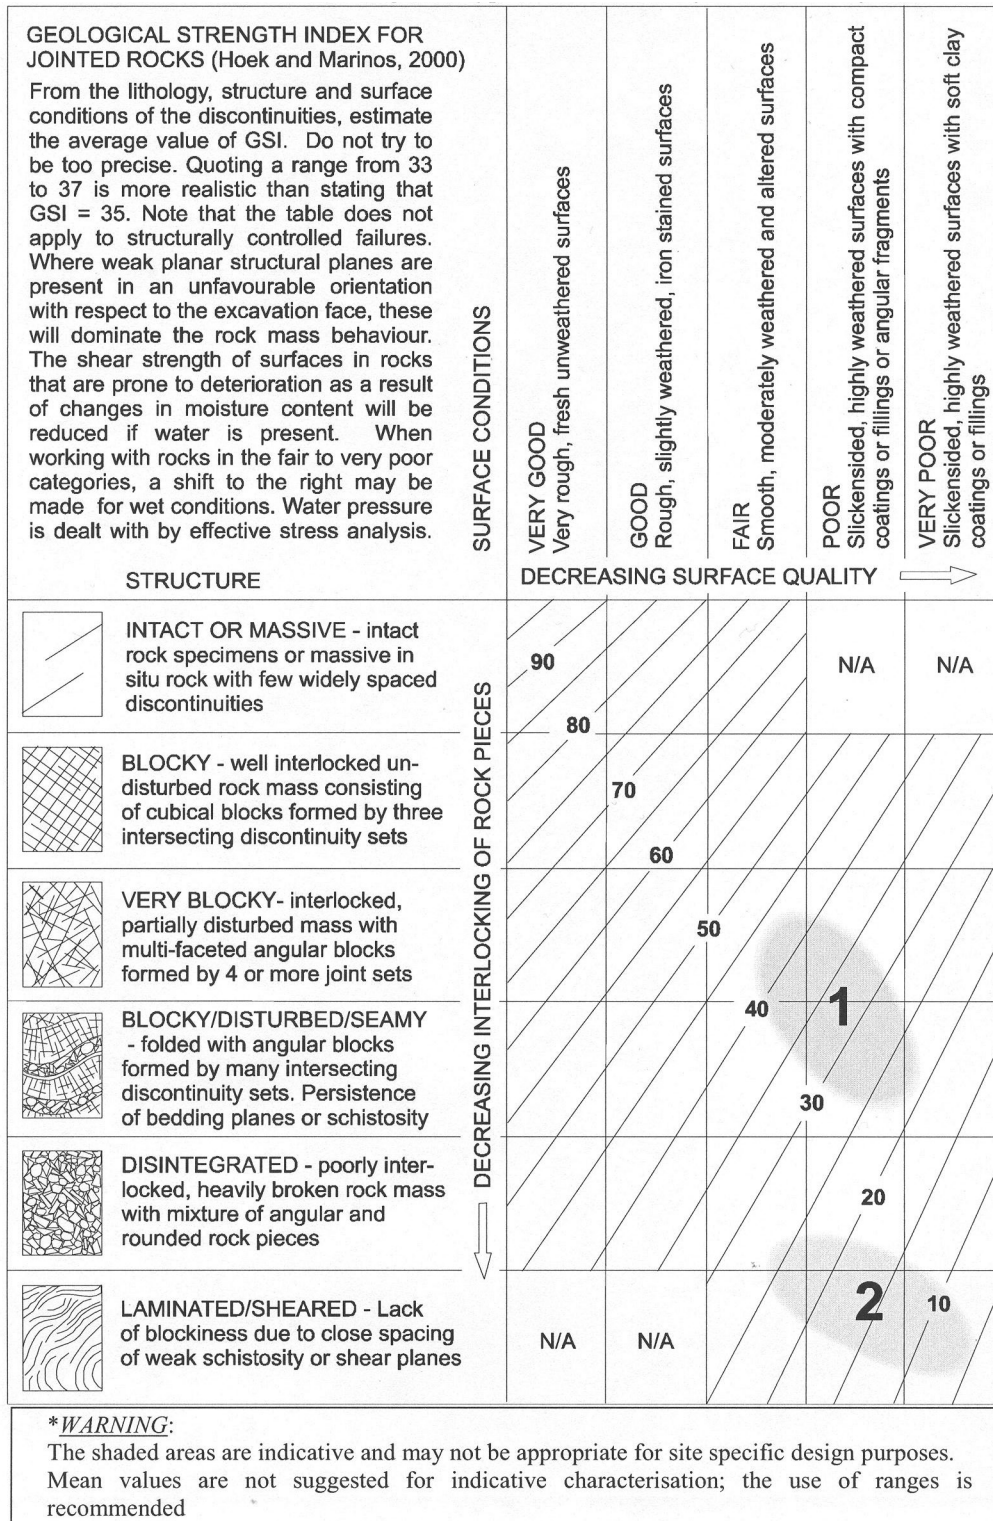 GEOLOGICAL STRENGTH INDEX FOR
JOINTED ROCKS (Hoek and Marinos, 2000)
From the lithology, structure and surface
conditions of the discontinuities, estimate
the average value of GSI. Do not try to
be too precise. Quoting a range from 33
to 37 is more realistic than stating that
GSI = 35. Note that the table does not
apply to structurally controlled failures.
Where weak planar structural planes are
present in an unfavourable orientation
with respect to the excavation face, these
will dominate the rock mass behaviour.
The shear strength of surfaces in rocks
that are prone to deterioration as a result
of changes in moisture content will be
reduced if water is present. When
working with rocks in the fair to very poor
categories, a shift to the right may be
made for wet conditions. Water pressure
is dealt with by effective stress analysis.
STRUCTURE
SURFACE CONDITIONS
VERY GOOD
Very rough, fresh unweathered surfaces
GOOD
Rough, slightly weathered, iron stained surfaces
FAIR
Smooth, moderately weathered and altered surfaces
POOR
Slickensided, highly weathered surfaces with compact
coatings or fillings or angular fragments
VERY POOR
Slickensided, highly weathered surfaces with soft clay
coatings or fillings
DECREASING SURFACE QUALITY
DECREASING INTERLOCKING OF ROCK PIECES
INTACT OR MASSIVE - intact
rock specimens or massive in
situ rock with few widely spaced
discontinuities
90
80
N/A
N/A
BLOCKY - well interlocked un-
disturbed rock mass consisting
of cubical blocks formed by three
intersecting discontinuity sets
70
60
VERY BLOCKY- interlocked,
partially disturbed mass with
multi-faceted angular blocks
formed by 4 or more joint sets
50
40
1
BLOCKY/DISTURBED/SEAMY
- folded with angular blocks
formed by many intersecting
discontinuity sets. Persistence
of bedding planes or schistosity
30
DISINTEGRATED - poorly inter-
locked, heavily broken rock mass
with mixture of angular and
rounded rock pieces
20
LAMINATED/SHEARED - Lack
of blockiness due to close spacing
of weak schistosity or shear planes
N/A
N/A
2
10
*WARNING:
The shaded areas are indicative and may not be appropriate for site specific design purposes.
Mean values are not suggested for indicative characterisation; the use of ranges is
recommended